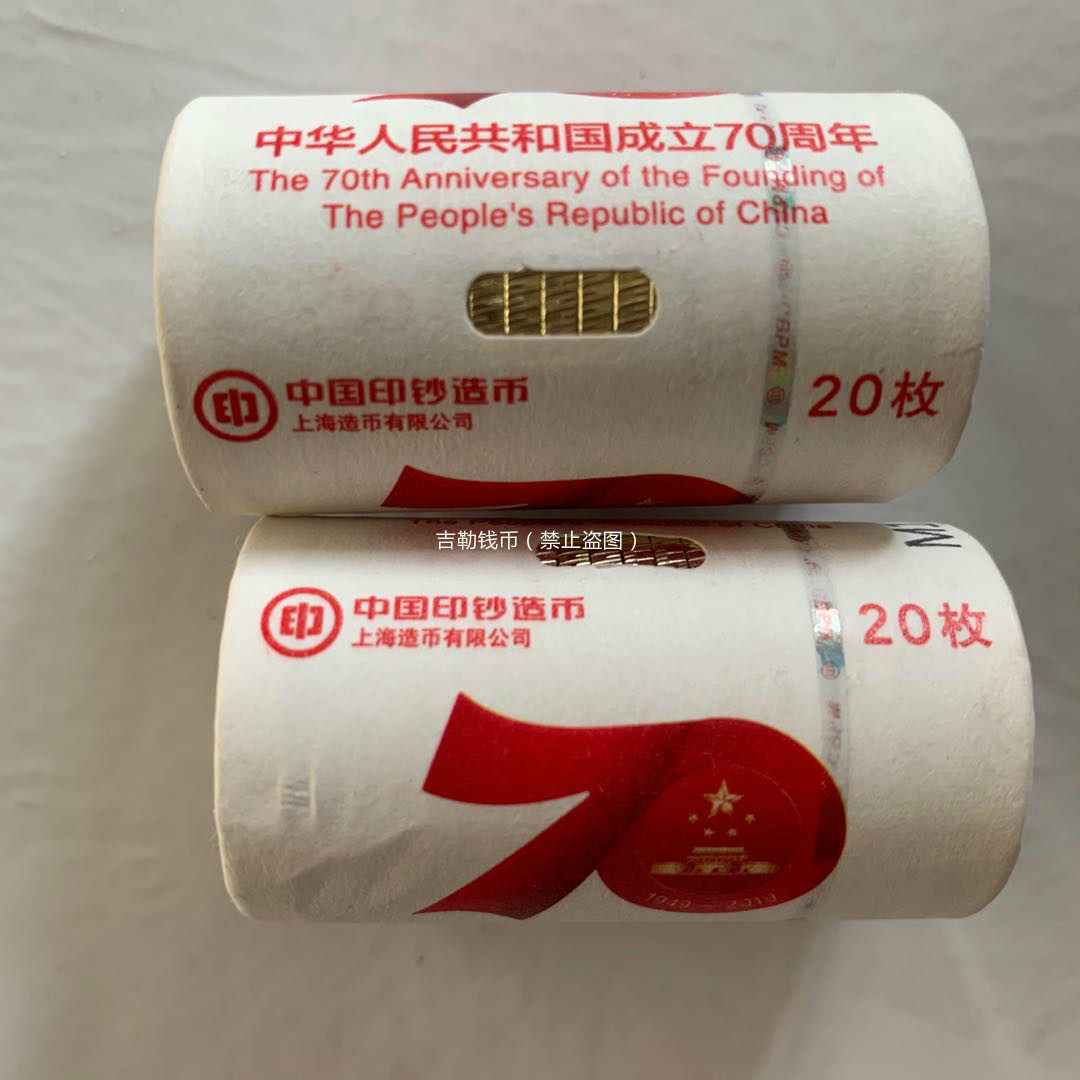 中华人民共和国成立70周年
The 70th Anniversary of the Founding of
The People's Republic of China
印
中国印钞造币
上海造币有限公司
20枚
吉勒钱币（禁止盗图）
印
中国印钞造币
上海造币有限公司
20枚
70
1949 – 2019